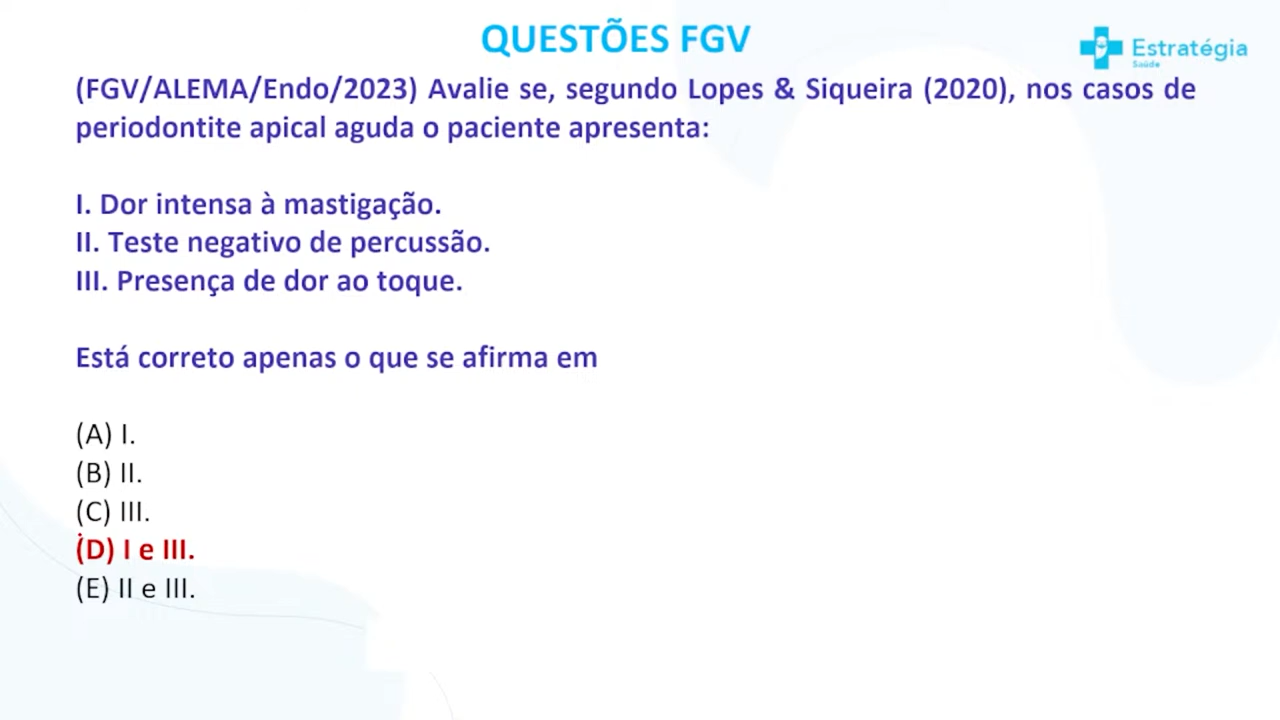 QUESTÕES FGV
Estratégia
Saúde
(FGV/ALEMA/Endo/2023) Avalie se, segundo Lopes & Siqueira (2020), nos casos de
periodontite apical aguda o paciente apresenta:
I. Dor intensa à mastigação.
II. Teste negativo de percussão.
III. Presença de dor ao toque.
Está correto apenas o que se afirma em
(A) I.
(B) II.
(C) III.
(D) I e III.
(E) II e III.